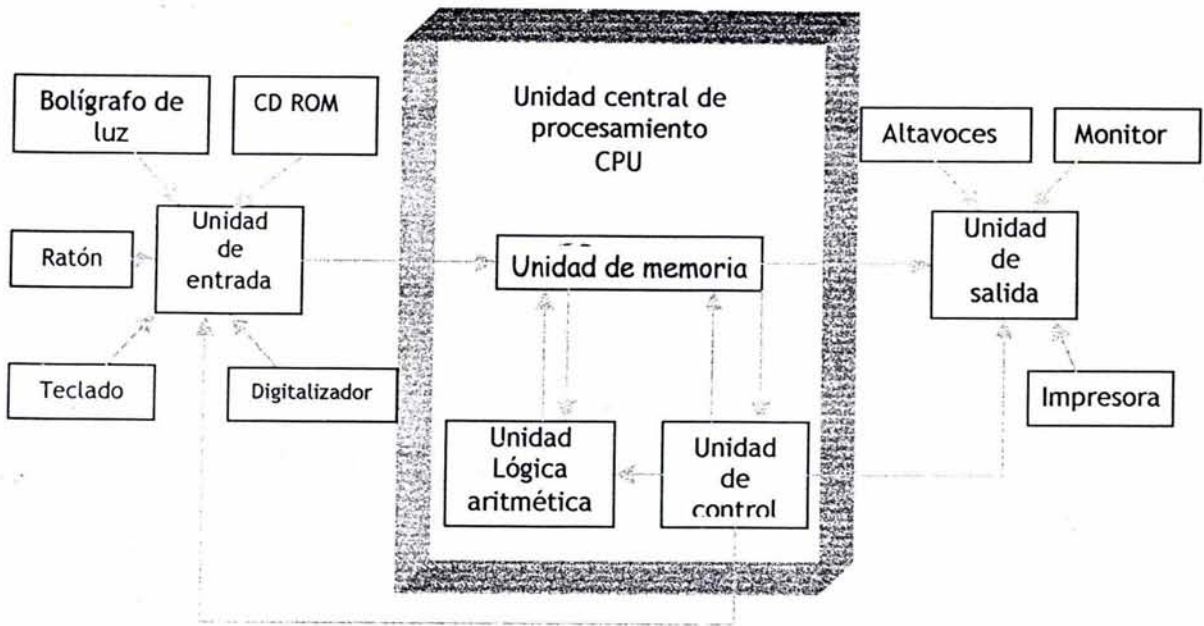 Bolígrafo de
luz
CD ROM
Ratón
Unidad
de
entrada
Teclado
Digitalizador
Unidad central de
procesamiento
CPU
Unidad de memoria
Unidad
Lógica
aritmética
Unidad
de
control
Altavoces
Monitor
Unidad
de
salida
Impresora